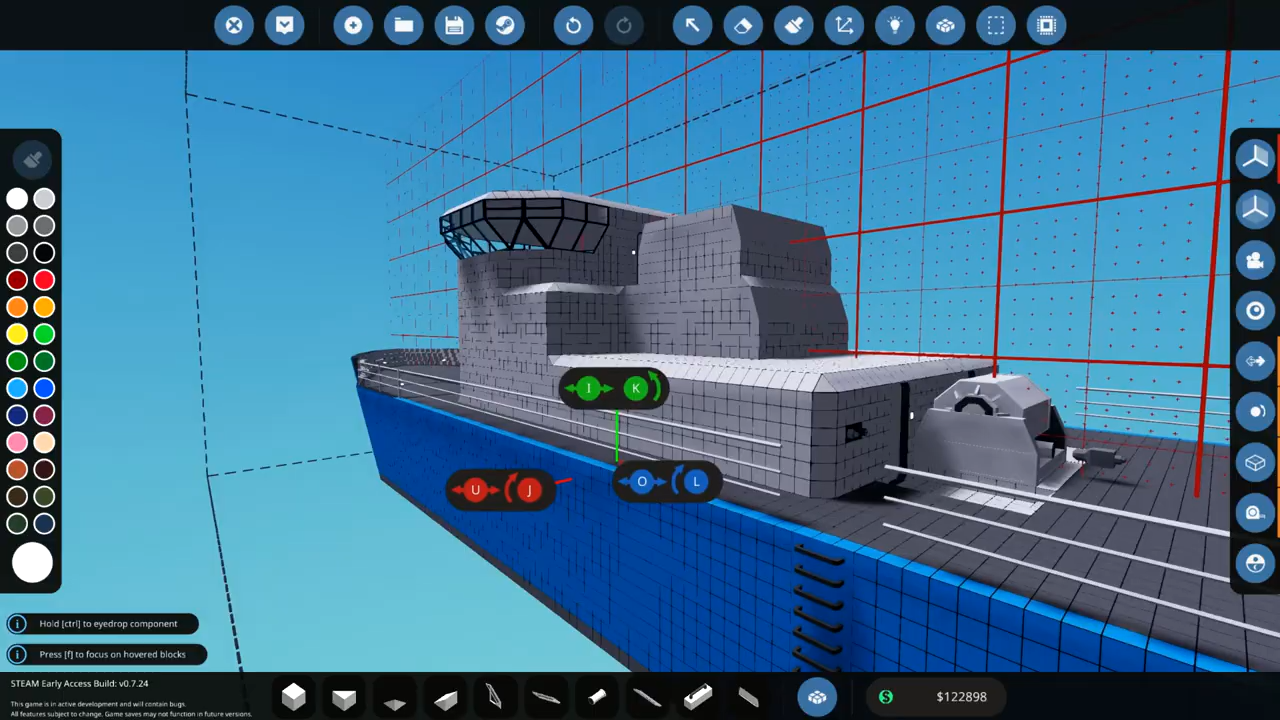 I K
U J
O L
Hold [ctrl] to eyedrop component
Press [f] to focus on hovered blocks
STEAM Early Access Build: v0.7.24
This game is in active development and will contain bugs.
All features subject to change. Game saves may not function in future versions.
$ $122898